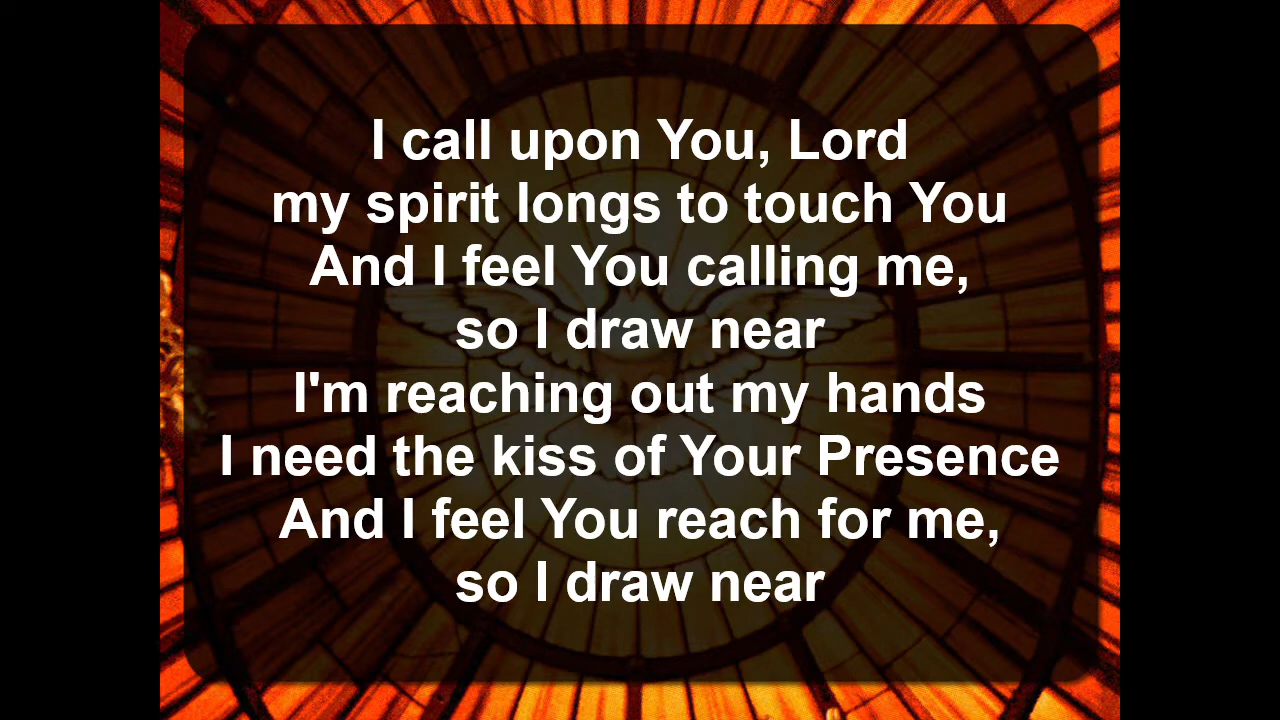 I call upon You, Lord
my spirit longs to touch You
And I feel You calling me,
so I draw near
I'm reaching out my hands
I need the kiss of Your Presence
And I feel You reach for me,
so I draw near